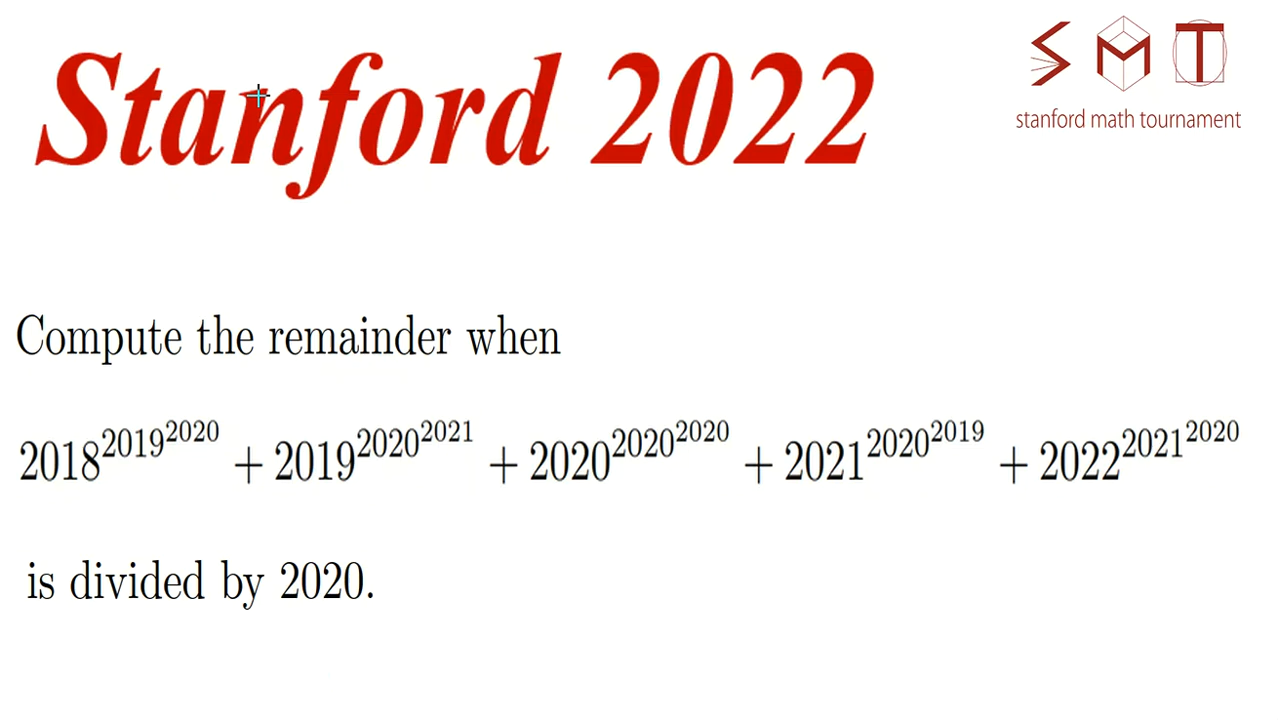 Stanford 2022
SMT
stanford math tournament
Compute the remainder when
2018^{2019^{2020}} + 2019^{2020^{2021}} + 2020^{2020^{2020}} + 2021^{2020^{2019}} + 2022^{2021^{2020}}
is divided by 2020.